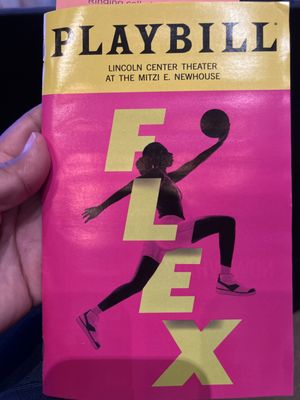 PLAYBILL
LINCOLN CENTER THEATER
AT THE MITZI E. NEWHOUSE
FLEX